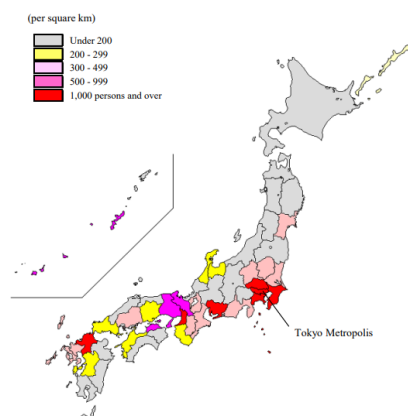 (per square km)
Under 200
200 - 299
300 - 499
500 - 999
1,000 persons and over
Tokyo Metropolis